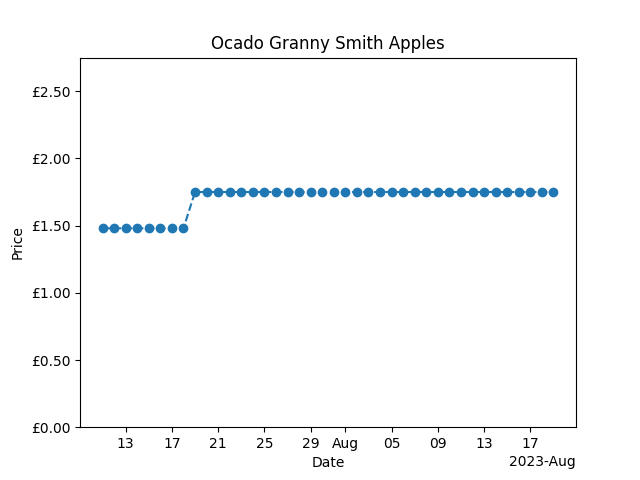 Ocado Granny Smith Apples
£2.50
£2.00
£1.50
£1.00
£0.50
£0.00
Price
13 17 21 25 29 Aug 05 09 13 17
Date
2023-Aug